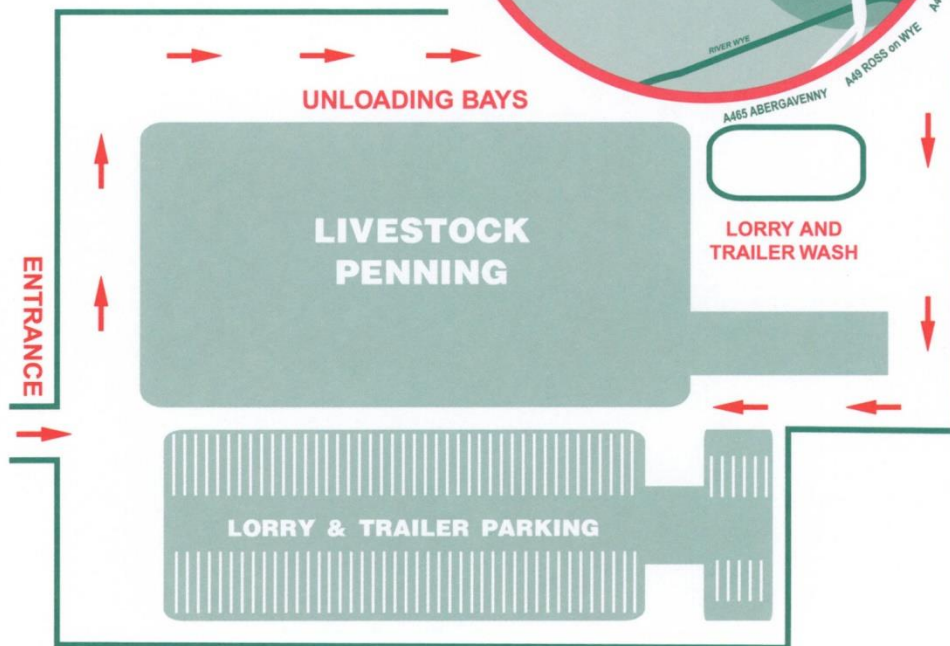 RIVER WYE
A49 ROSS on WYE
A465 ABERGAVENNY
UNLOADING BAYS
LIVESTOCK
PENNING
LORRY AND
TRAILER WASH
ENTRANCE
LORRY & TRAILER PARKING